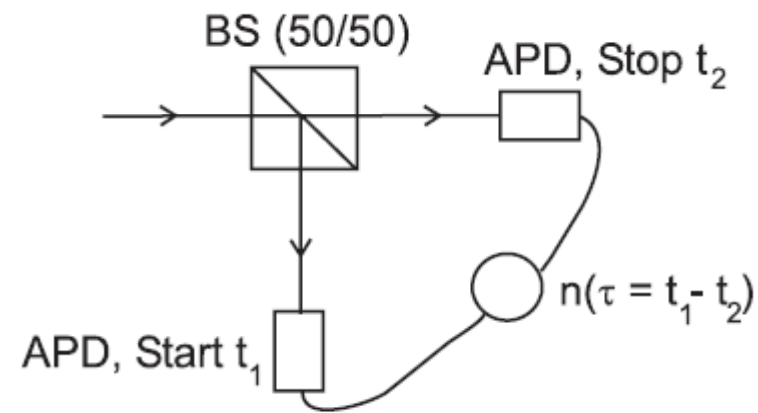 BS (50/50)
APD, Stop t₂
n(τ = t₁- t₂)
APD, Start t₁